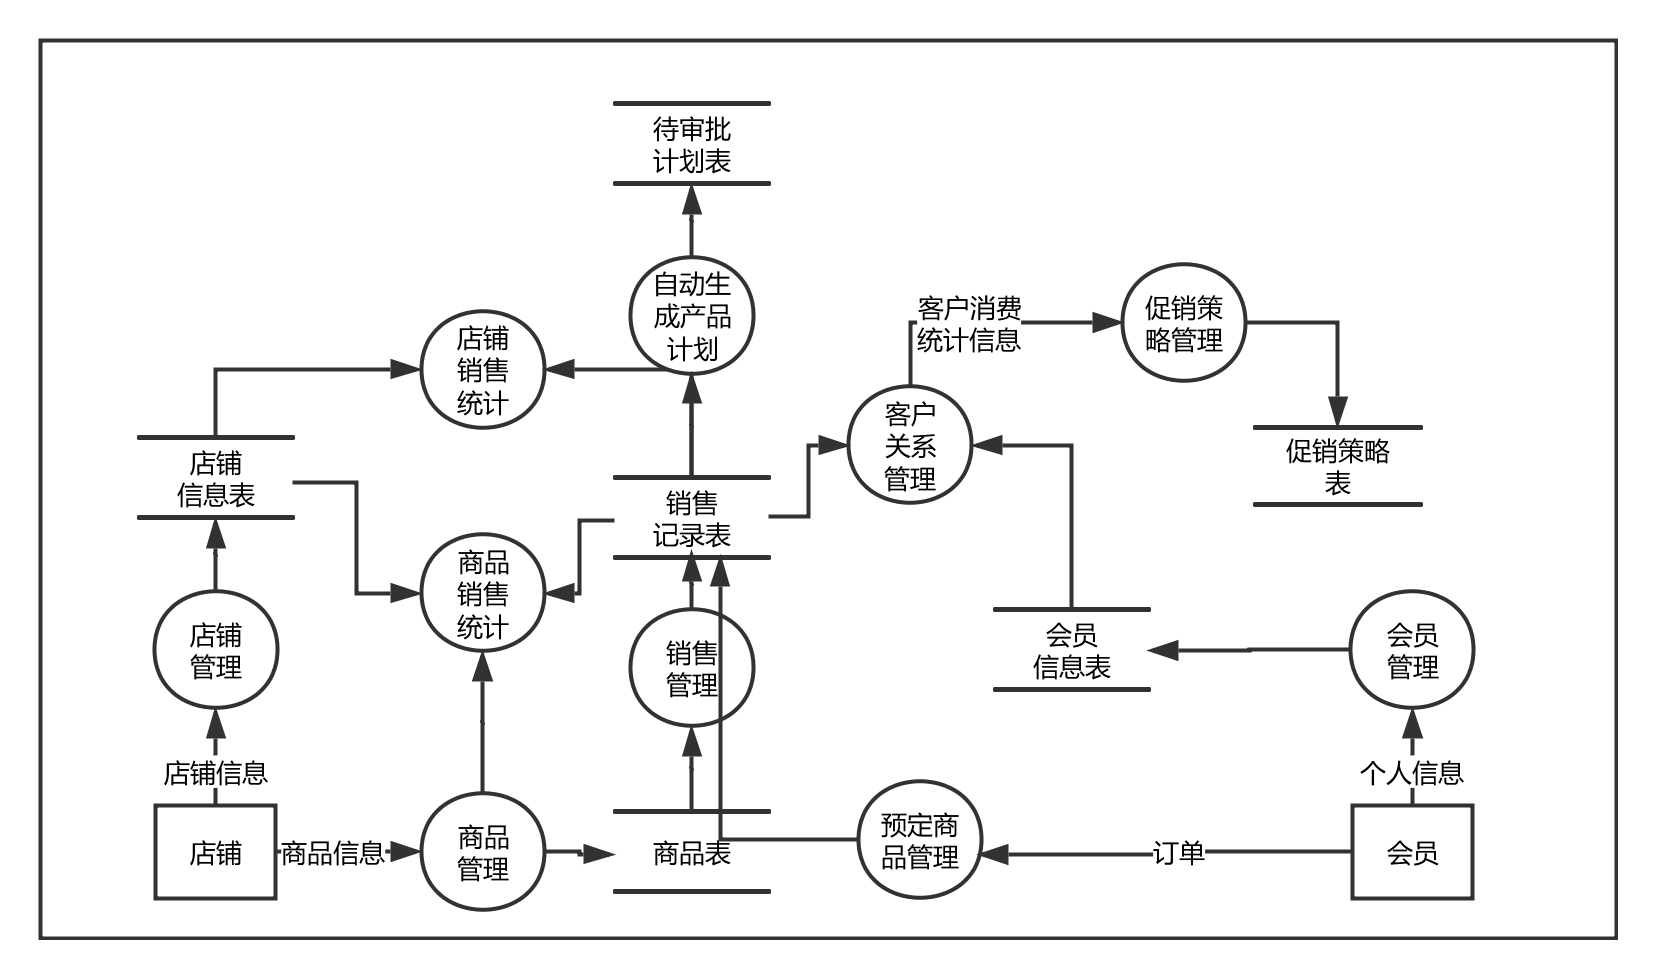 待审批
计划表
自动生
成产品
计划
客户消费
统计信息
促销策
略管理
店铺
销售
统计
客户
关系
管理
促销策略
表
店铺
信息表
销售
记录表
商品
销售
统计
店铺
管理
销售
管理
会员
信息表
会员
管理
店铺信息
个人信息
店铺
商品信息
商品
管理
商品表
预定商
品管理
订单
会员